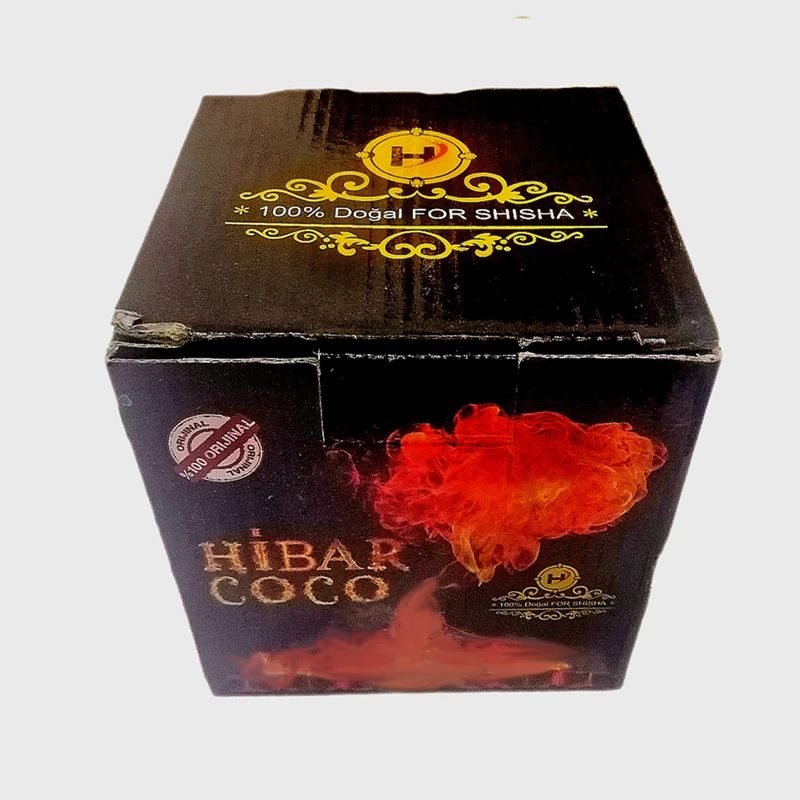 H
* 100% Doğal FOR SHISHA *
ORIJINAL
%100 ORIJINAL
ORIJINAL
HİBAR
COCO
H
* 100% Doğal FOR SHISHA *